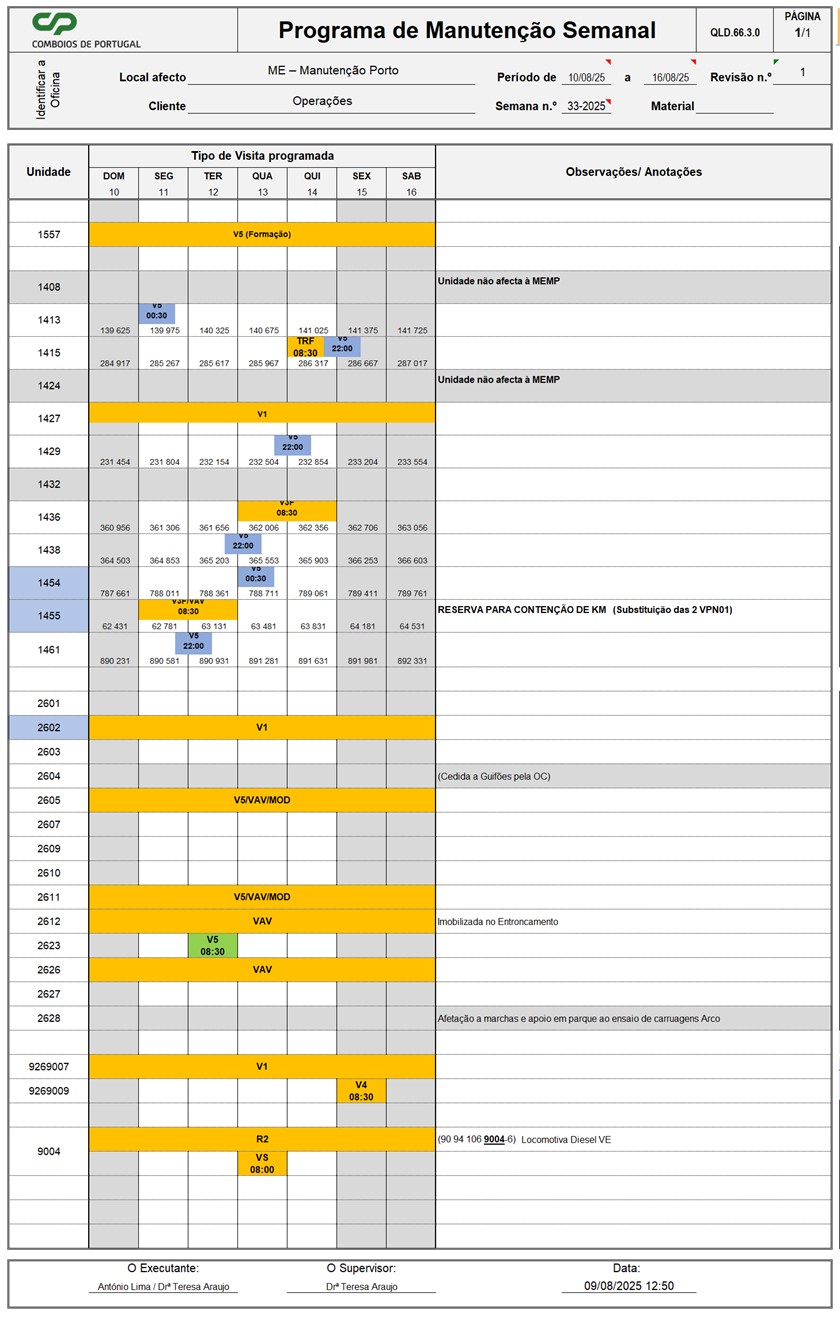 CP
COMBOIOS DE PORTUGAL
Programa de Manutenção Semanal
QLD.66.3.0
PÁGINA
1/1
Identificar a Oficina
Local afecto ME – Manutenção Porto Período de 10/08/25 a 16/08/25 Revisão n.º 1
Cliente Operações Semana n.º 33-2025 Material
Unidade Tipo de Visita programada Observações/ Anotações
DOM SEG TER QUA QUI SEX SAB
10 11 12 13 14 15 16
1557 V5 (Formação)
1408 Unidade não afecta à MEMP
1413 V5 00:30
139 625 139 975 140 325 140 675 141 025 141 375 141 725
1415 TRF 08:30 V5 22:00
284 917 285 267 285 617 285 967 286 317 286 667 287 017
1424 Unidade não afecta à MEMP
1427 V1
1429 V5 22:00
231 454 231 804 232 154 232 504 232 854 233 204 233 554
1432
1436 V3P 08:30
360 956 361 306 361 656 362 006 362 356 362 706 363 056
1438 V5 22:00
364 503 364 853 365 203 365 553 365 903 366 253 366 603
1454 V5 00:30
787 661 788 011 788 361 788 711 789 061 789 411 789 761
1455 V3P/VAV 08:30 RESERVA PARA CONTENÇÃO DE KM (Substituição das 2 VPN01)
62 431 62 781 63 131 63 481 63 831 64 181 64 531
1461 V5 22:00
890 231 890 581 890 931 891 281 891 631 891 981 892 331
2601
2602 V1
2603
2604 (Cedida a Guifões pela OC)
2605 V5/VAV/MOD
2607
2609
2610
2611 V5/VAV/MOD
2612 VAV Imobilizada no Entroncamento
2623 V5 08:30
2626 VAV
2627
2628 Afetação a marchas e apoio em parque ao ensaio de carruagens Arco
9269007 V1
9269009 V4 08:30
9004 R2 (90 94 106 9004-6) Locomotiva Diesel VE
VS 08:00
O Executante: O Supervisor: Data:
António Lima / Drª Teresa Araujo Drª Teresa Araujo 09/08/2025 12:50